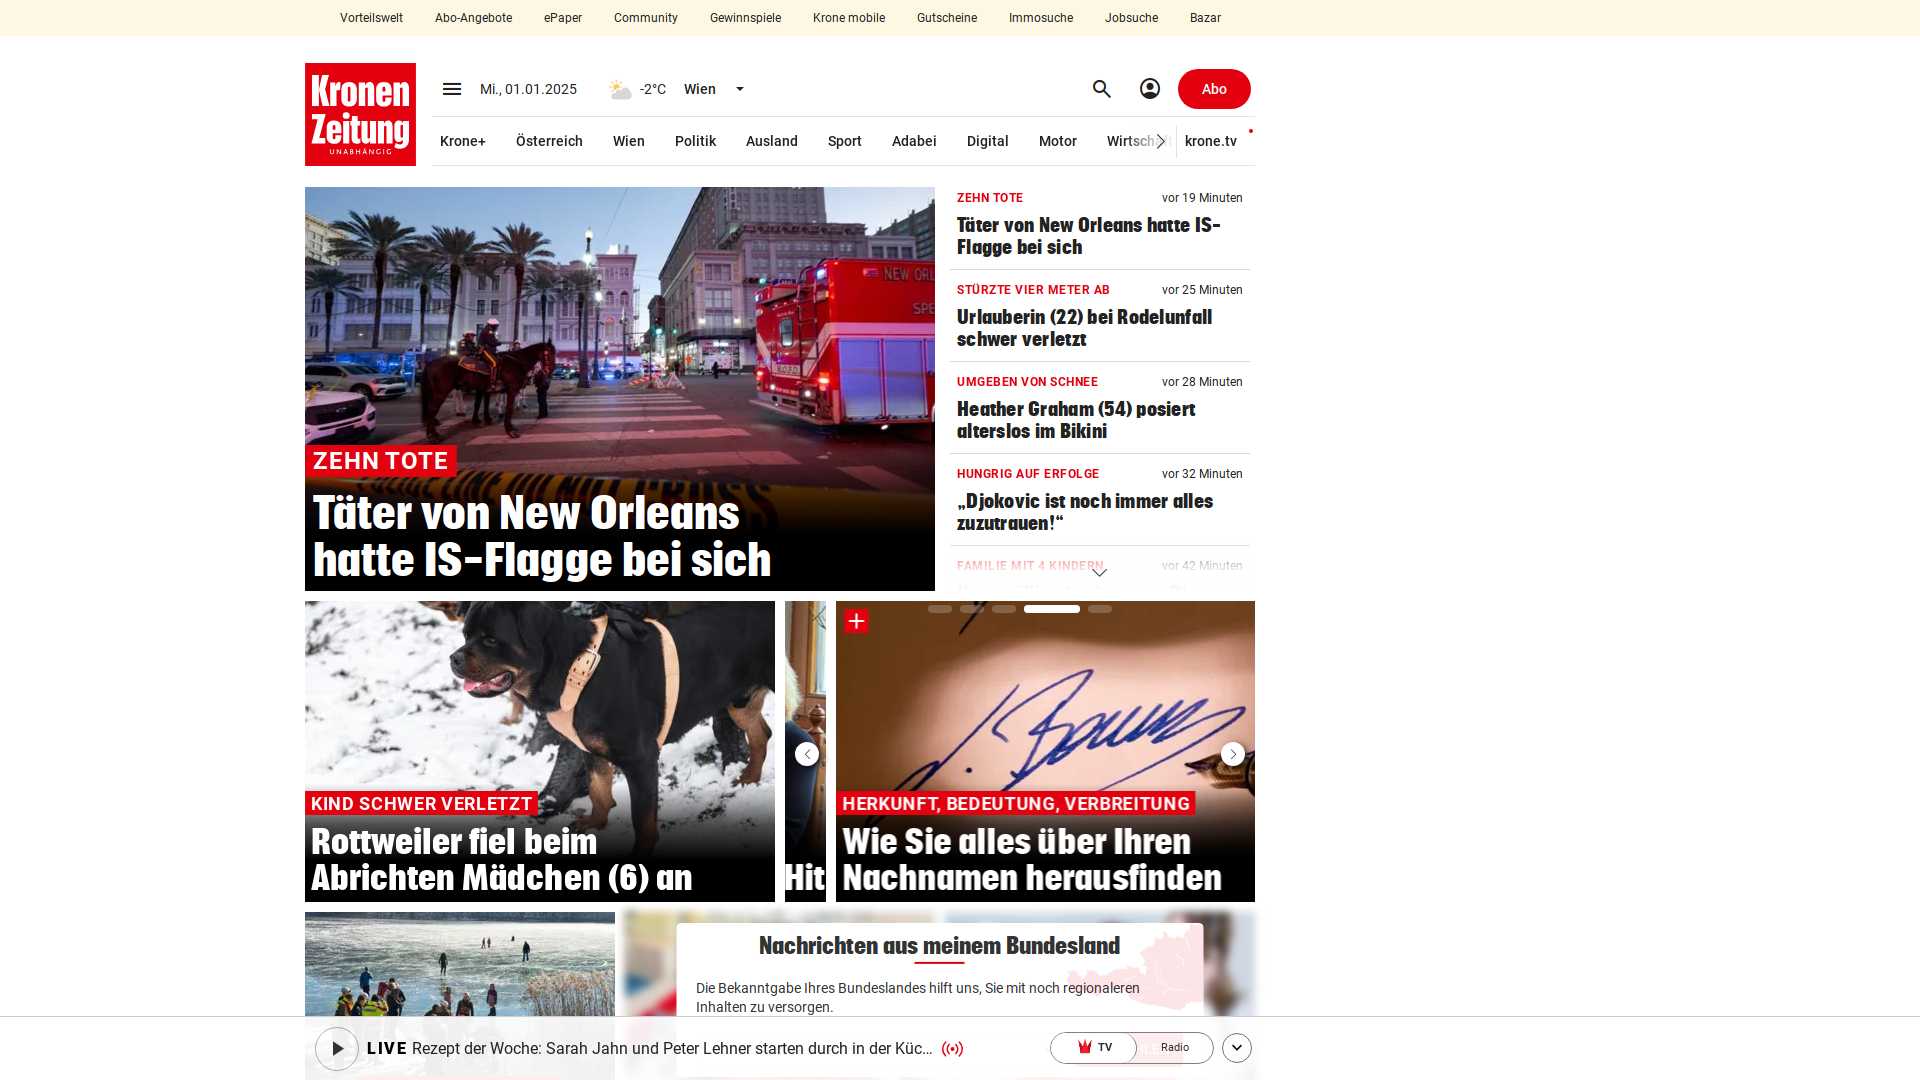 Vorteilswelt
Abo-Angebote
ePaper
Community
Gewinnspiele
Krone mobile
Gutscheine
Immosuche
Jobsuche
Bazar
Kronen
Zeitung
UNABHÄNGIG
Mi., 01.01.2025
-2°C
Wien
Abo
Krone+
Österreich
Wien
Politik
Ausland
Sport
Adabei
Digital
Motor
krone.tv
NEW
SPE
ZEHN TOTE
Täter von New Orleans
hatte IS-Flagge bei sich
ZEHN TOTE
vor 19 Minuten
Täter von New Orleans hatte IS-
Flagge bei sich
STÜRZTE VIER METER AB
vor 25 Minuten
Urlauberin (22) bei Rodelunfall
schwer verletzt
UMGEBEN VON SCHNEE
vor 28 Minuten
Heather Graham (54) posiert
alterslos im Bikini
HUNGRIG AUF ERFOLGE
vor 32 Minuten
„Djokovic ist noch immer alles
zuzutrauen!“
FAMILIE MIT 4 KINDERN
vor 42 Minuten
KIND SCHWER VERLETZT
Rottweiler fiel beim
Abrichten Mädchen (6) an
Hit
HERKUNFT, BEDEUTUNG, VERBREITUNG
Wie Sie alles über Ihren
Nachnamen herausfinden
Nachrichten aus meinem Bundesland
Die Bekanntgabe Ihres Bundeslandes hilft uns, Sie mit noch regionaleren
Inhalten zu versorgen.
LIVE Rezept der Woche: Sarah Jahn und Peter Lehner starten durch in der Küc...
TV
Radio